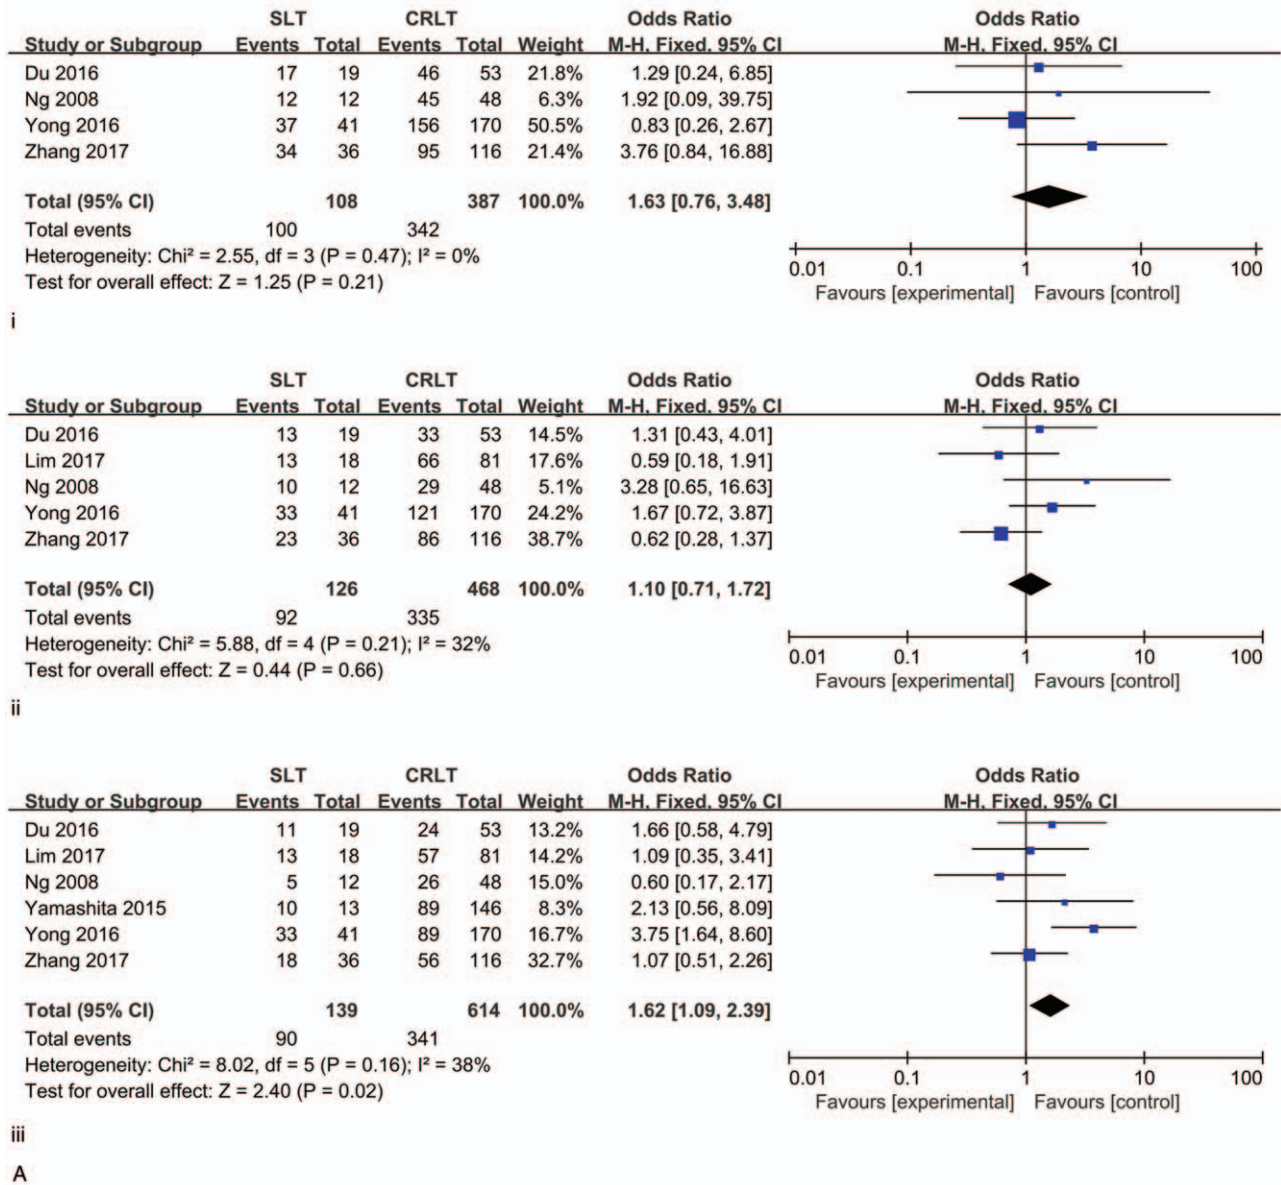 SLT CRLT Odds Ratio Odds Ratio
Study or Subgroup Events Total Events Total Weight M-H, Fixed, 95% CI M-H, Fixed, 95% CI
Du 2016 17 19 46 53 21.8% 1.29 [0.24, 6.85]
Ng 2008 12 12 45 48 6.3% 1.92 [0.09, 39.75]
Yong 2016 37 41 156 170 50.5% 0.83 [0.26, 2.67]
Zhang 2017 34 36 95 116 21.4% 3.76 [0.84, 16.88]
Total (95% CI) 108 387 100.0% 1.63 [0.76, 3.48]
Total events 100 342
Heterogeneity: Chi² = 2.55, df = 3 (P = 0.47); I² = 0%
Test for overall effect: Z = 1.25 (P = 0.21)
0.01 0.1 1 10 100
Favours [experimental] Favours [control]
i
SLT CRLT Odds Ratio Odds Ratio
Study or Subgroup Events Total Events Total Weight M-H, Fixed, 95% CI M-H, Fixed, 95% CI
Du 2016 13 19 33 53 14.5% 1.31 [0.43, 4.01]
Lim 2017 13 18 66 81 17.6% 0.59 [0.18, 1.91]
Ng 2008 10 12 29 48 5.1% 3.28 [0.65, 16.63]
Yong 2016 33 41 121 170 24.2% 1.67 [0.72, 3.87]
Zhang 2017 23 36 86 116 38.7% 0.62 [0.28, 1.37]
Total (95% CI) 126 468 100.0% 1.10 [0.71, 1.72]
Total events 92 335
Heterogeneity: Chi² = 5.88, df = 4 (P = 0.21); I² = 32%
Test for overall effect: Z = 0.44 (P = 0.66)
0.01 0.1 1 10 100
Favours [experimental] Favours [control]
ii
SLT CRLT Odds Ratio Odds Ratio
Study or Subgroup Events Total Events Total Weight M-H, Fixed, 95% CI M-H, Fixed, 95% CI
Du 2016 11 19 24 53 13.2% 1.66 [0.58, 4.79]
Lim 2017 13 18 57 81 14.2% 1.09 [0.35, 3.41]
Ng 2008 5 12 26 48 15.0% 0.60 [0.17, 2.17]
Yamashita 2015 10 13 89 146 8.3% 2.13 [0.56, 8.09]
Yong 2016 33 41 89 170 16.7% 3.75 [1.64, 8.60]
Zhang 2017 18 36 56 116 32.7% 1.07 [0.51, 2.26]
Total (95% CI) 139 614 100.0% 1.62 [1.09, 2.39]
Total events 90 341
Heterogeneity: Chi² = 8.02, df = 5 (P = 0.16); I² = 38%
Test for overall effect: Z = 2.40 (P = 0.02)
0.01 0.1 1 10 100
Favours [experimental] Favours [control]
iii
A